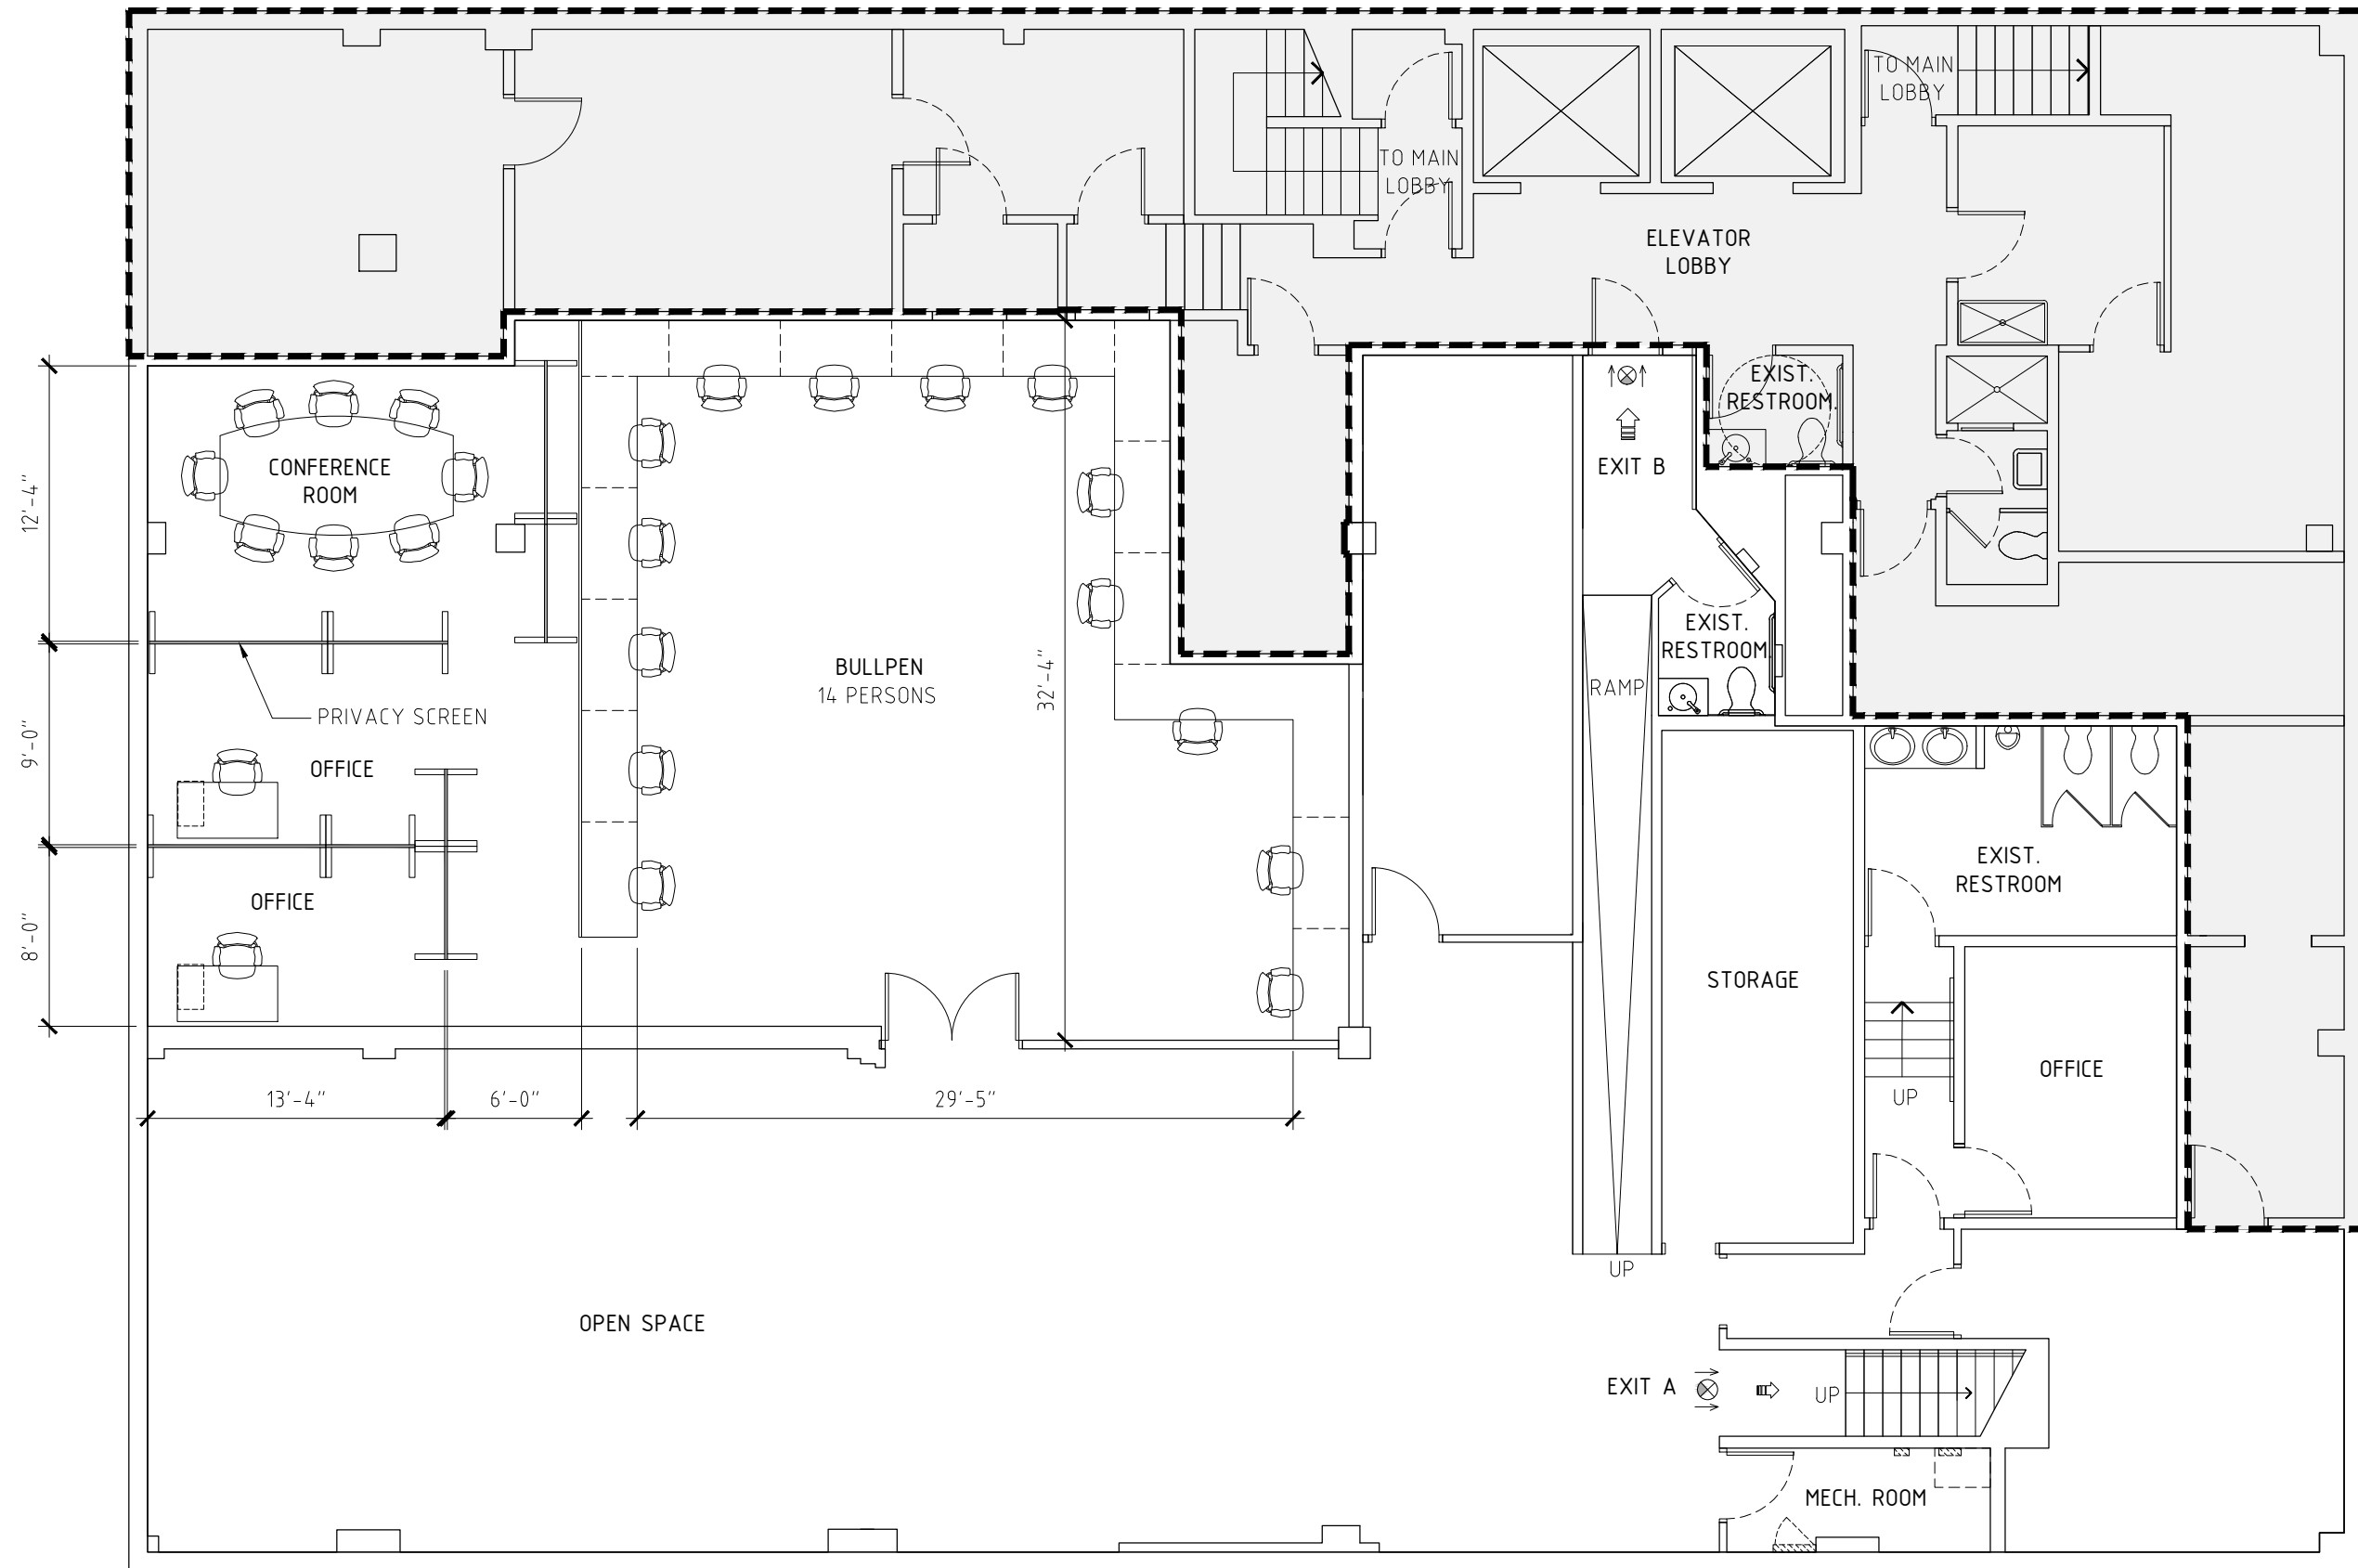 TO MAIN
LOBBY
TO MAIN
LOBBY
ELEVATOR
LOBBY
EXIST.
RESTROOM.
CONFERENCE
ROOM
EXIT B
12'-4"
EXIST.
RESTROOM.
BULLPEN
14 PERSONS
32'-4"
RAMP
PRIVACY SCREEN
9'-0"
OFFICE
EXIST.
RESTROOM
OFFICE
8'-0"
STORAGE
OFFICE
UP
13'-4"
6'-0"
29'-5"
UP
OPEN SPACE
EXIT A
UP
MECH. ROOM